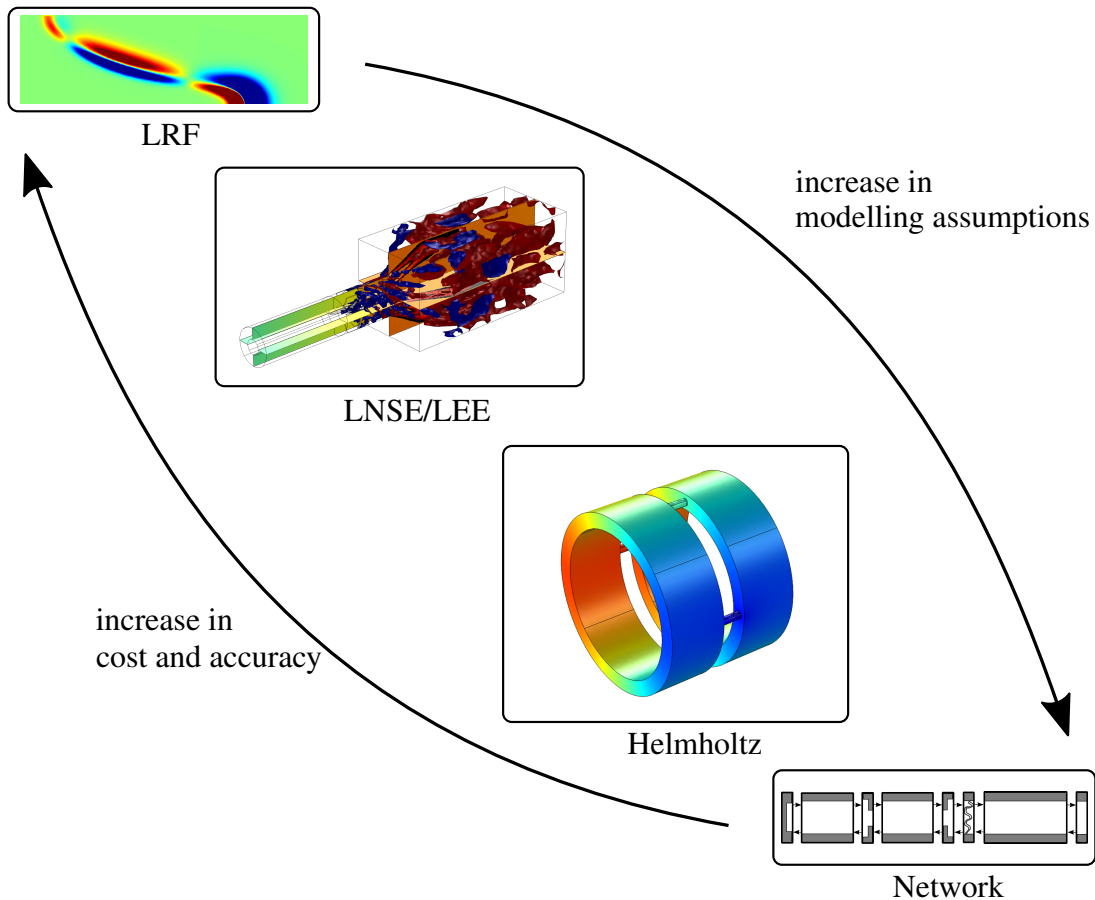 LRF
increase in
modelling assumptions
LNSE/LEE
increase in
cost and accuracy
Helmholtz
Network